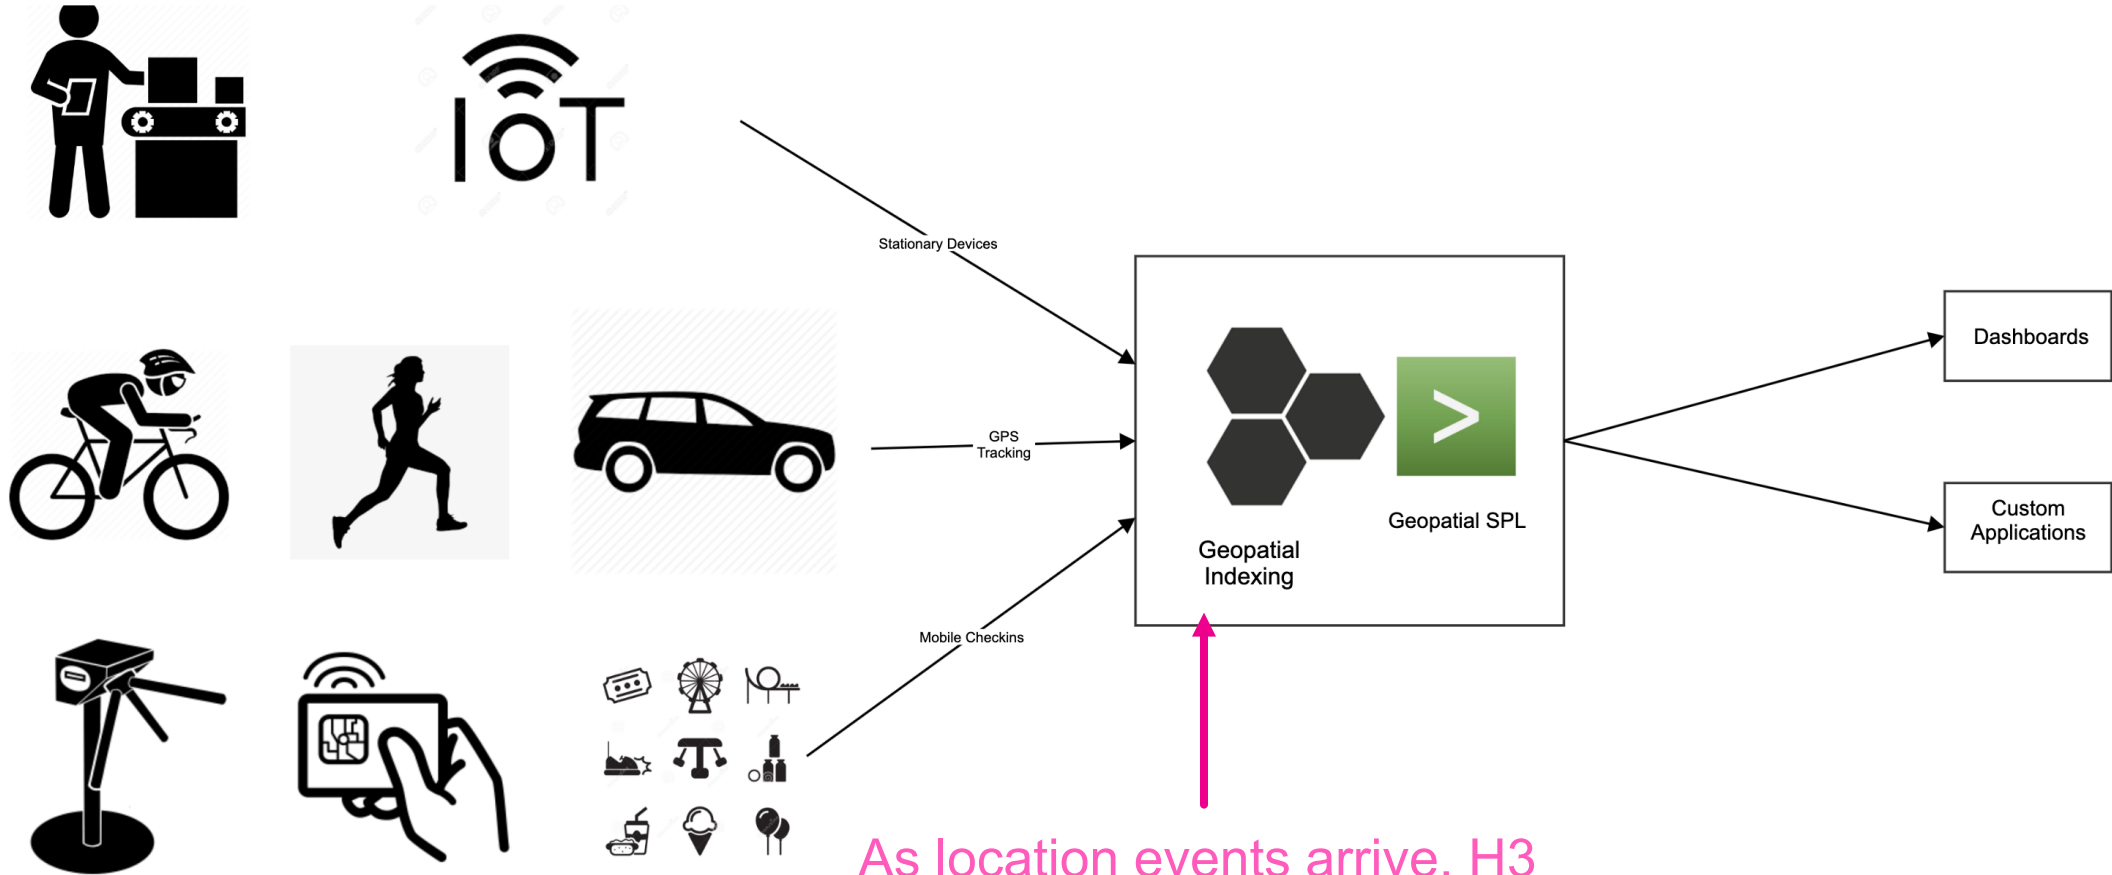 IoT
Stationary Devices
GPS
Tracking
Mobile Checkins
>
Geopatial
Indexing
Geopatial SPL
Dashboards
Custom
Applications
As location events arrive. H3